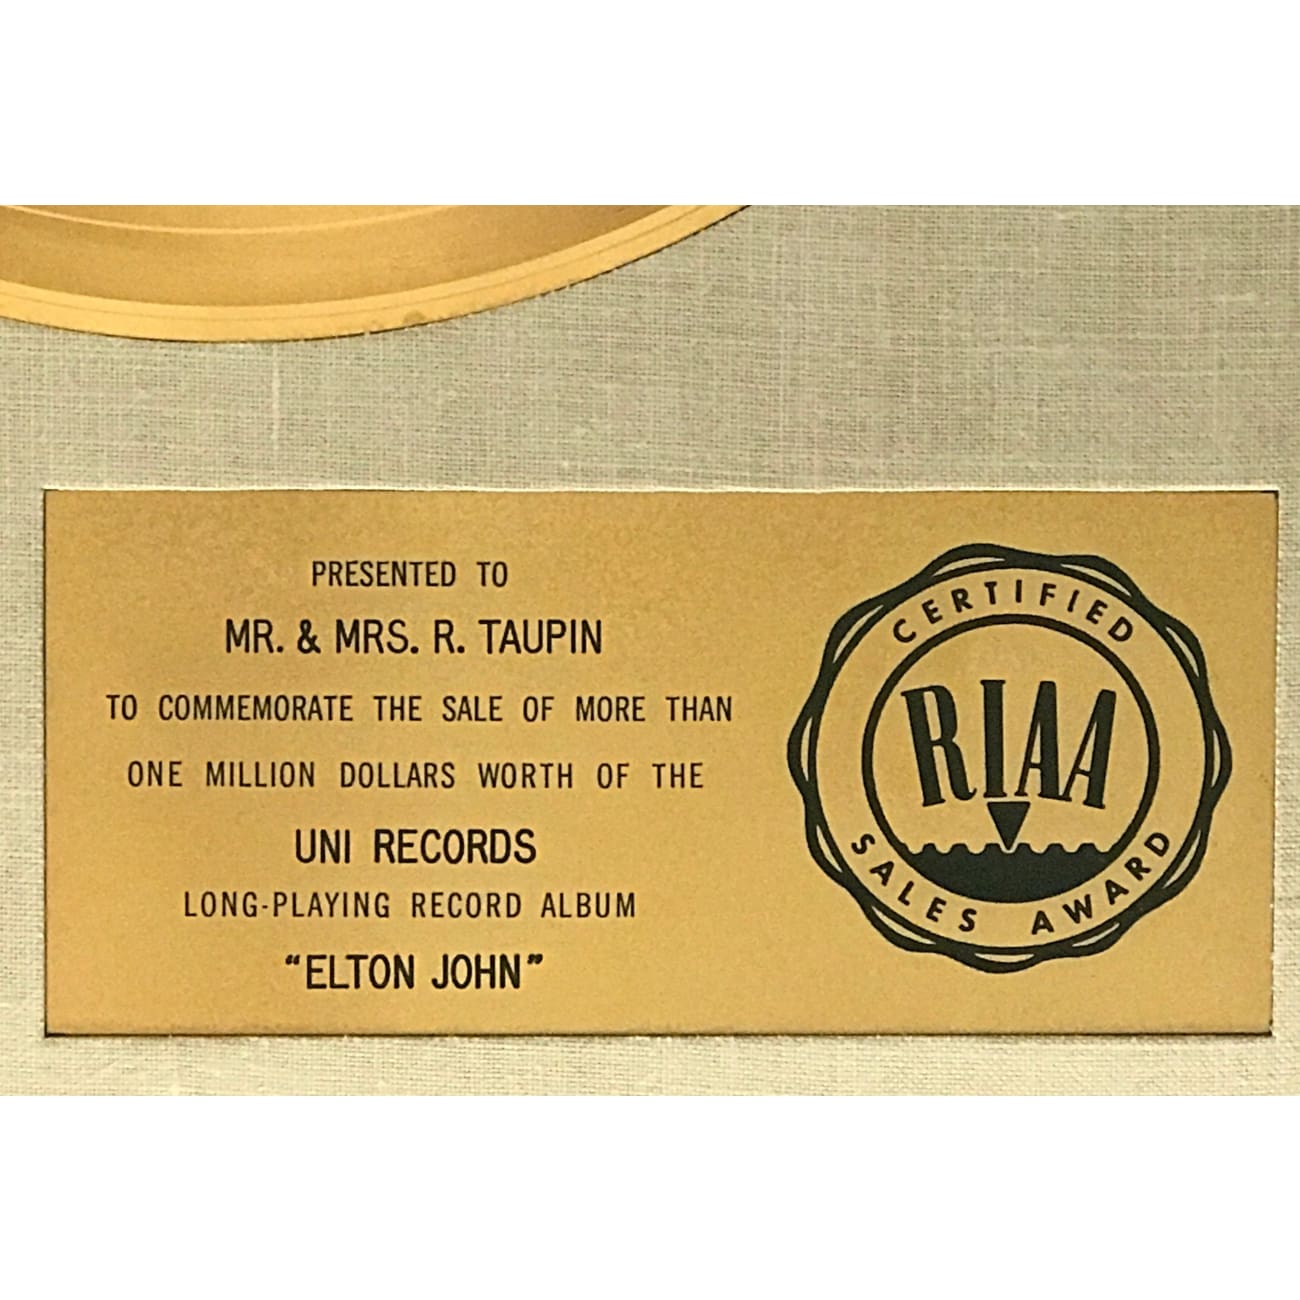 PRESENTED TO
MR. & MRS. R. TAUPIN
TO COMMEMORATE THE SALE OF MORE THAN
ONE MILLION DOLLARS WORTH OF THE
UNI RECORDS
LONG-PLAYING RECORD ALBUM
“ELTON JOHN”
CERTIFIED
RIAA
SALES AWARD